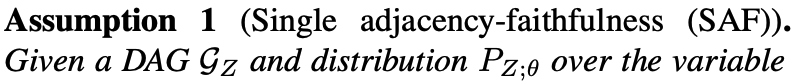 Assumption 1 (Single adjacency-faithfulness (SAF)).
Given a DAG 𝒢_Z and distribution P_{Z;θ} over the variable